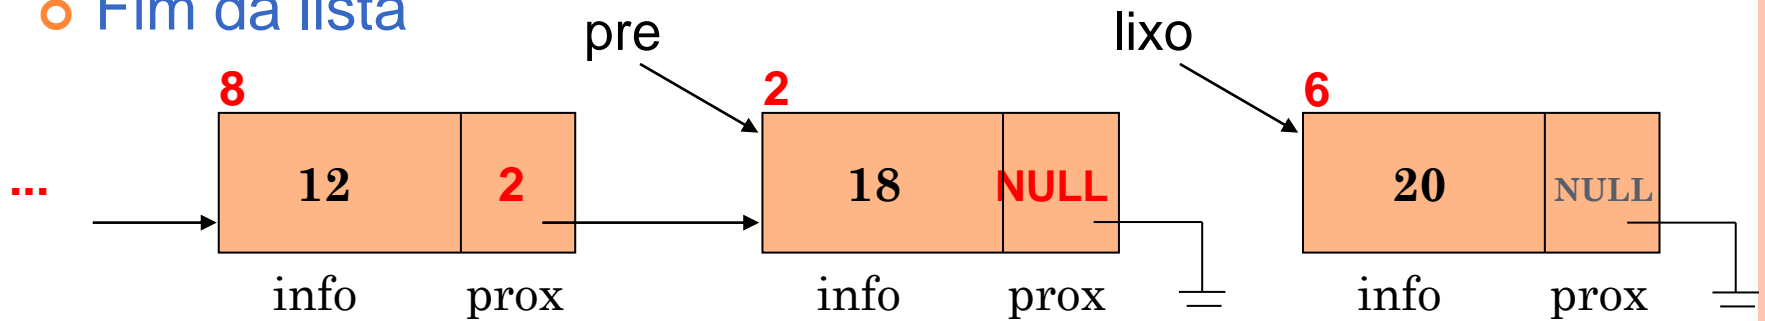 Fim da lista
pre lixo
8 2 6
... 12 2 18 NULL 20 NULL
info prox info prox info prox